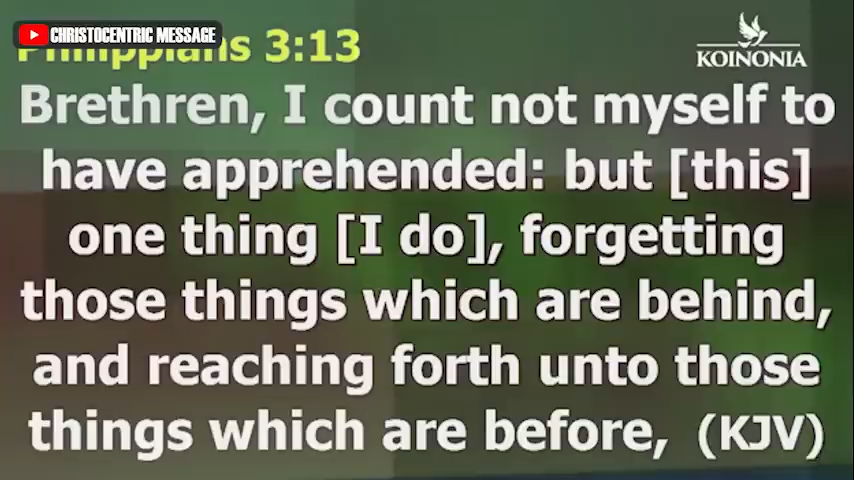 CHRISTOCENTRIC MESSAGE
Philippians 3:13
KOINONIA
Brethren, I count not myself to
have apprehended: but [this]
one thing [I do], forgetting
those things which are behind,
and reaching forth unto those
things which are before, (KJV)